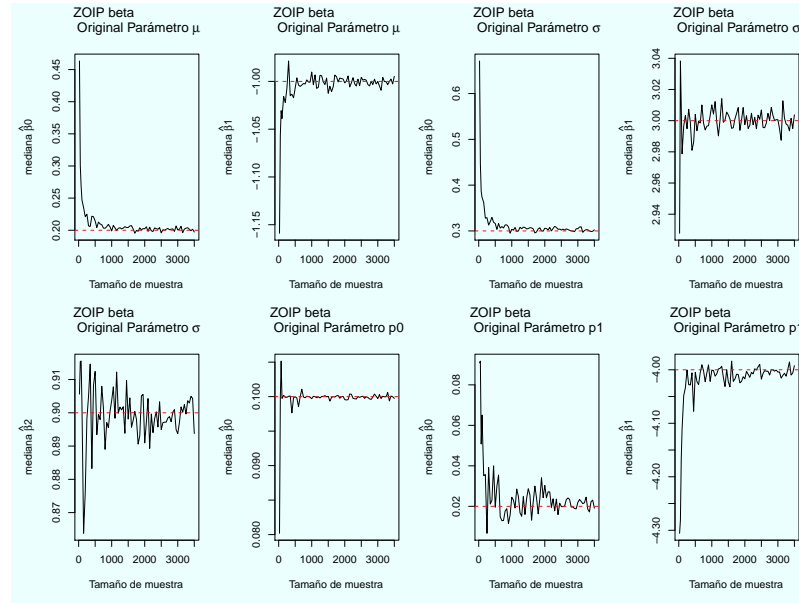 ZOIP beta
Original Parámetro μ
mediana β̂0
0.20
0.25
0.30
0.35
0.40
0.45
0
1000
3000
Tamaño de muestra
ZOIP beta
Original Parámetro μ
mediana β̂1
−1.15
−1.10
−1.05
−1.00
0
1000
3000
Tamaño de muestra
ZOIP beta
Original Parámetro σ
mediana β̂0
0.3
0.4
0.5
0.6
0
1000
3000
Tamaño de muestra
ZOIP beta
Original Parámetro σ
mediana β̂1
2.94
2.96
2.98
3.00
3.02
3.04
0
1000
3000
Tamaño de muestra
ZOIP beta
Original Parámetro σ
mediana β̂2
0.87
0.88
0.89
0.90
0.91
0
1000
3000
Tamaño de muestra
ZOIP beta
Original Parámetro p0
mediana β̂0
0.080
0.090
0.100
0
1000
3000
Tamaño de muestra
ZOIP beta
Original Parámetro p1
mediana β̂0
0.02
0.04
0.06
0.08
0
1000
3000
Tamaño de muestra
ZOIP beta
Original Parámetro p1
mediana β̂1
−4.30
−4.20
−4.10
−4.00
0
1000
3000
Tamaño de muestra